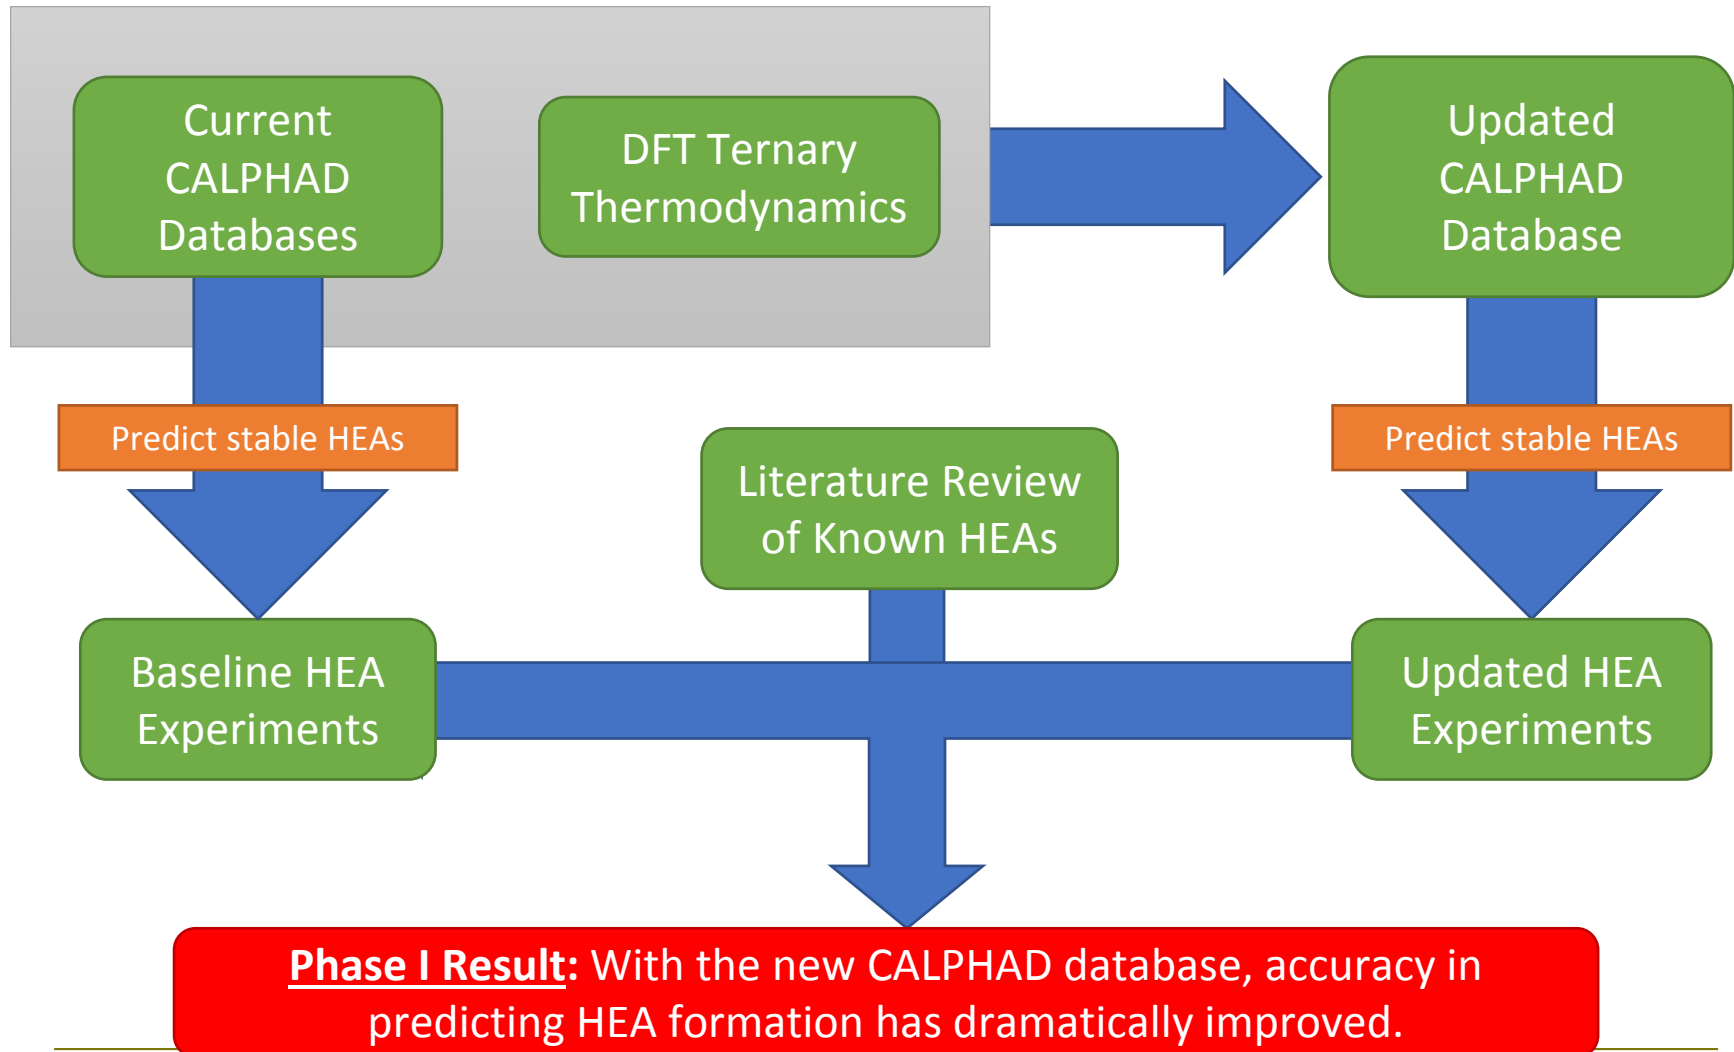 Current
CALPHAD
Databases
DFT Ternary
Thermodynamics
Updated
CALPHAD
Database
Predict stable HEAs
Predict stable HEAs
Literature Review
of Known HEAs
Baseline HEA
Experiments
Updated HEA
Experiments
Phase I Result: With the new CALPHAD database, accuracy in
predicting HEA formation has dramatically improved.